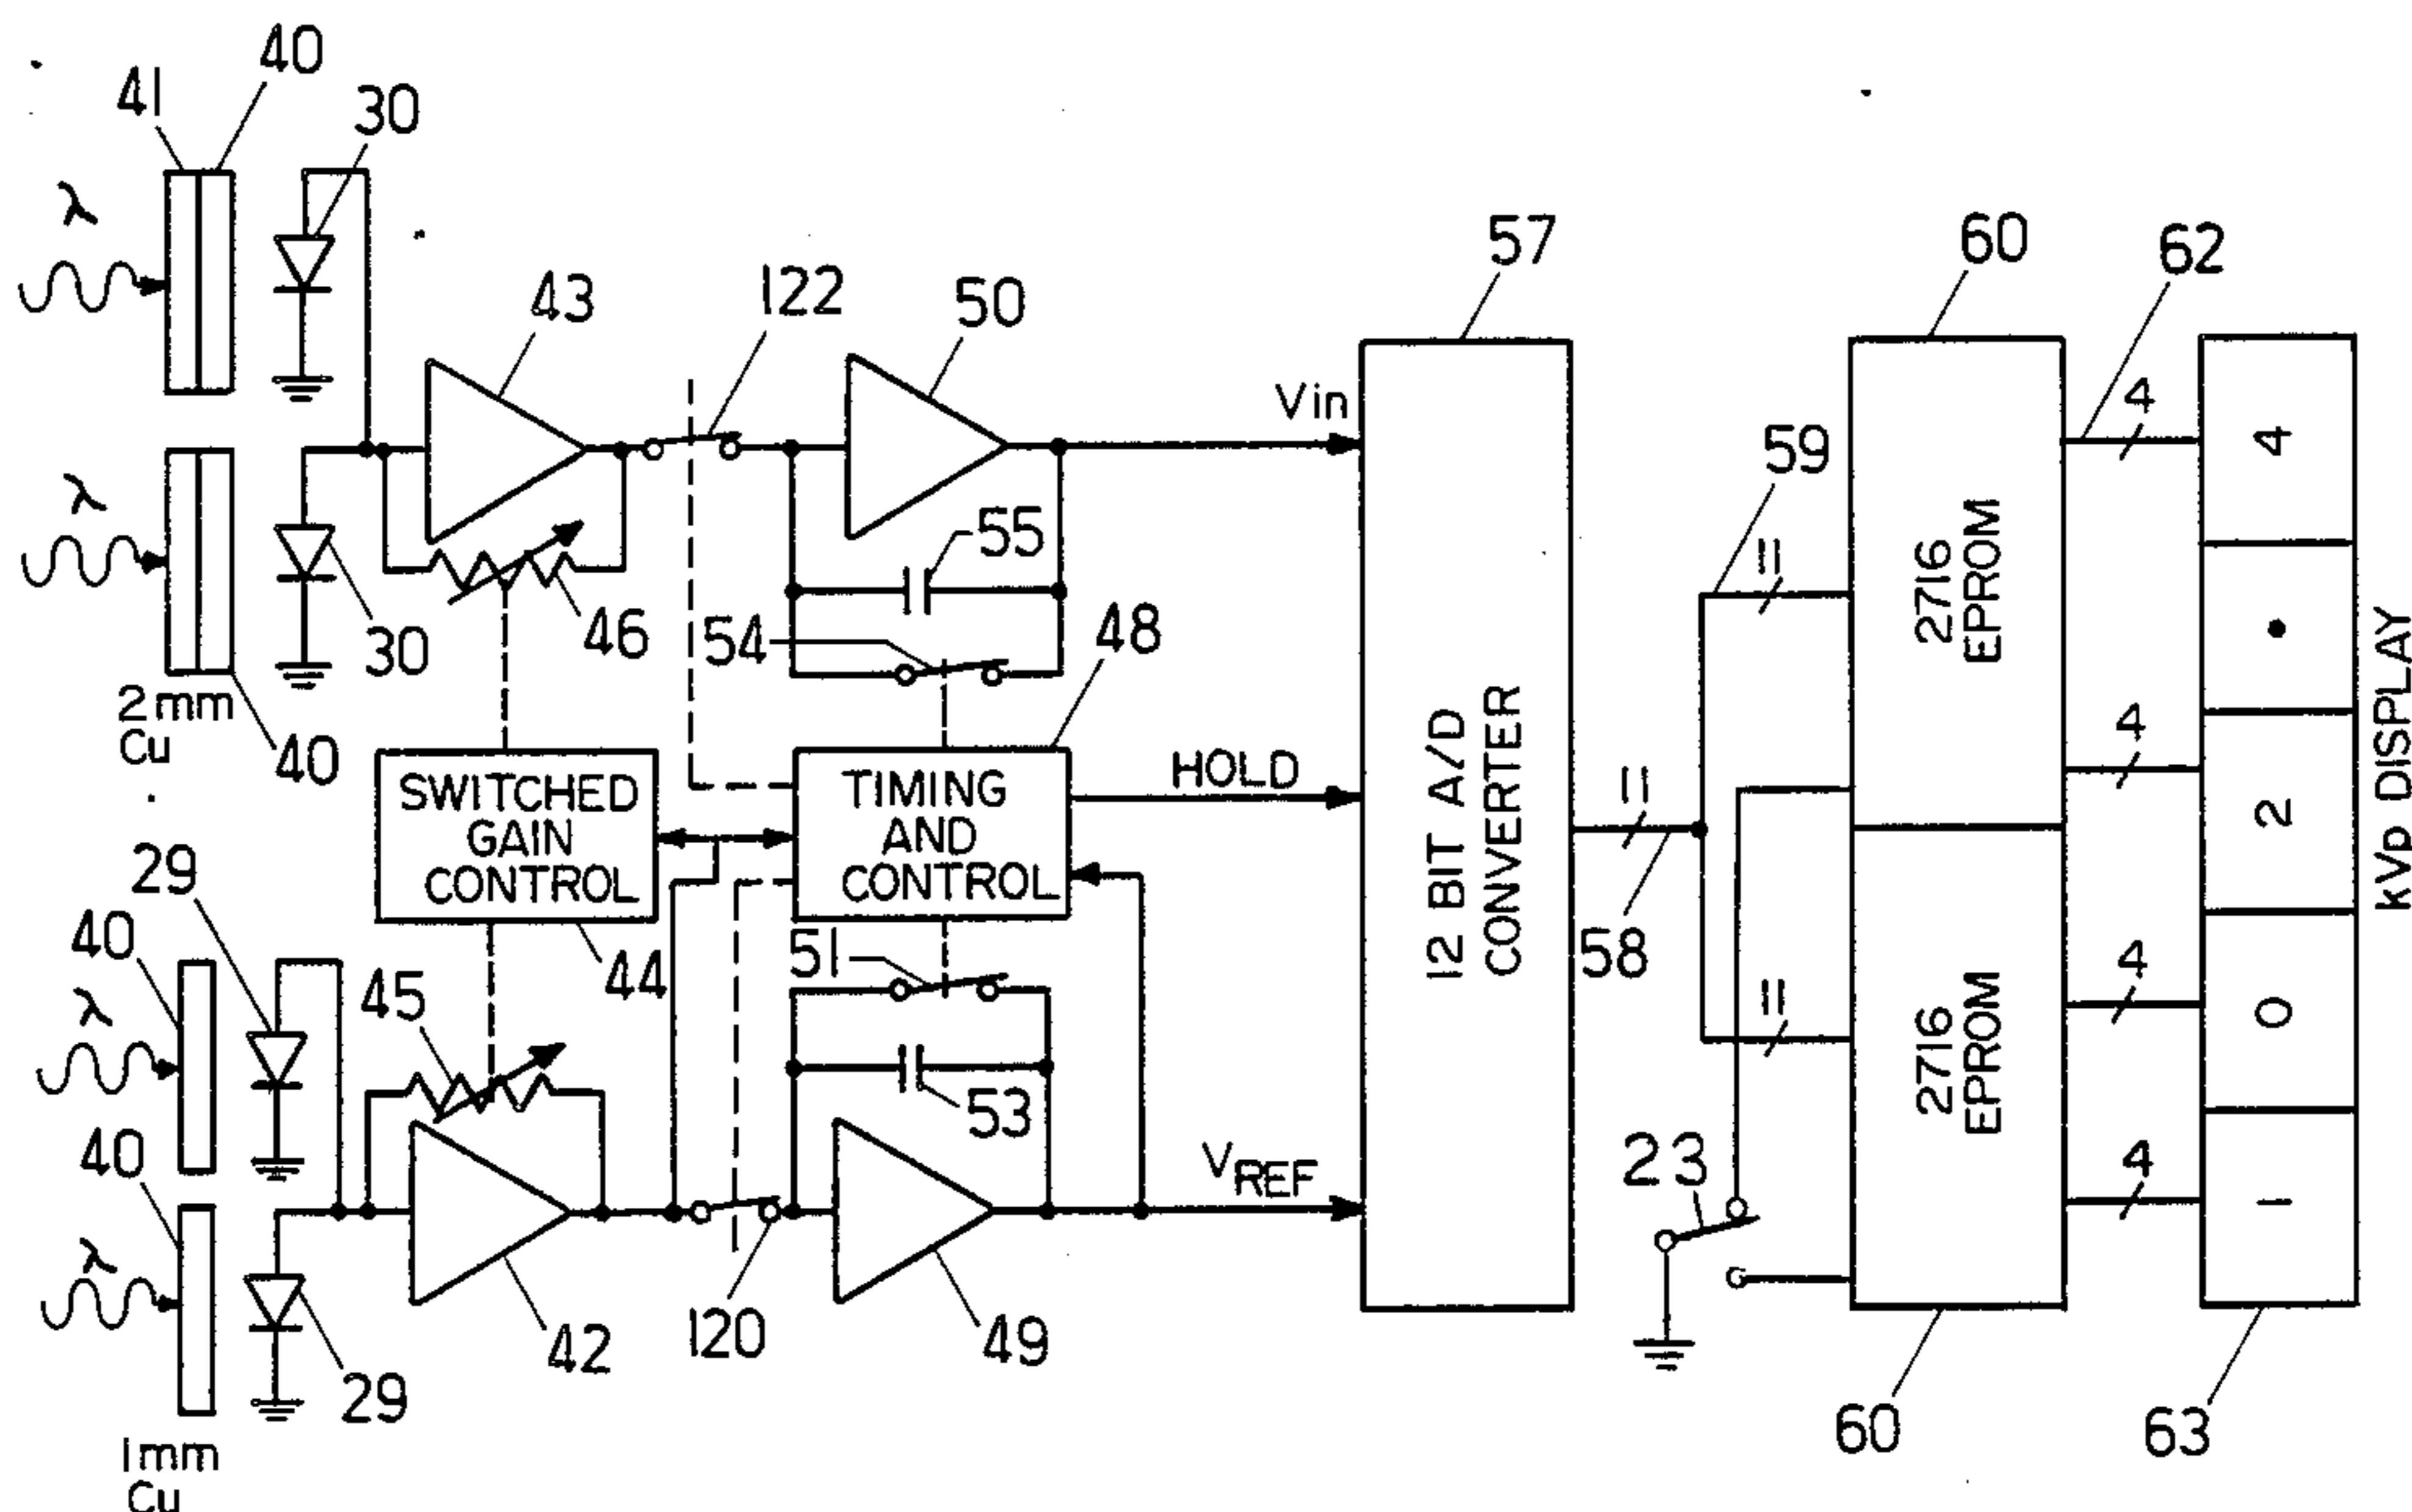 41
40
30
λ
43
122
50
57
60
62
Vin
4
4
59
λ
11
55
2716
EPROM
30
46
54
48
2mm
Cu
40
SWITCHED
GAIN
CONTROL
TIMING
AND
CONTROL
HOLD
12 BIT A/D
CONVERTER
11
58
4
•
2
kVp DISPLAY
29
40
λ
44
45
51
53
11
2716
EPROM
4
0
40
λ
VREF
23
4
1
42
120
49
29
60
63
1mm
Cu